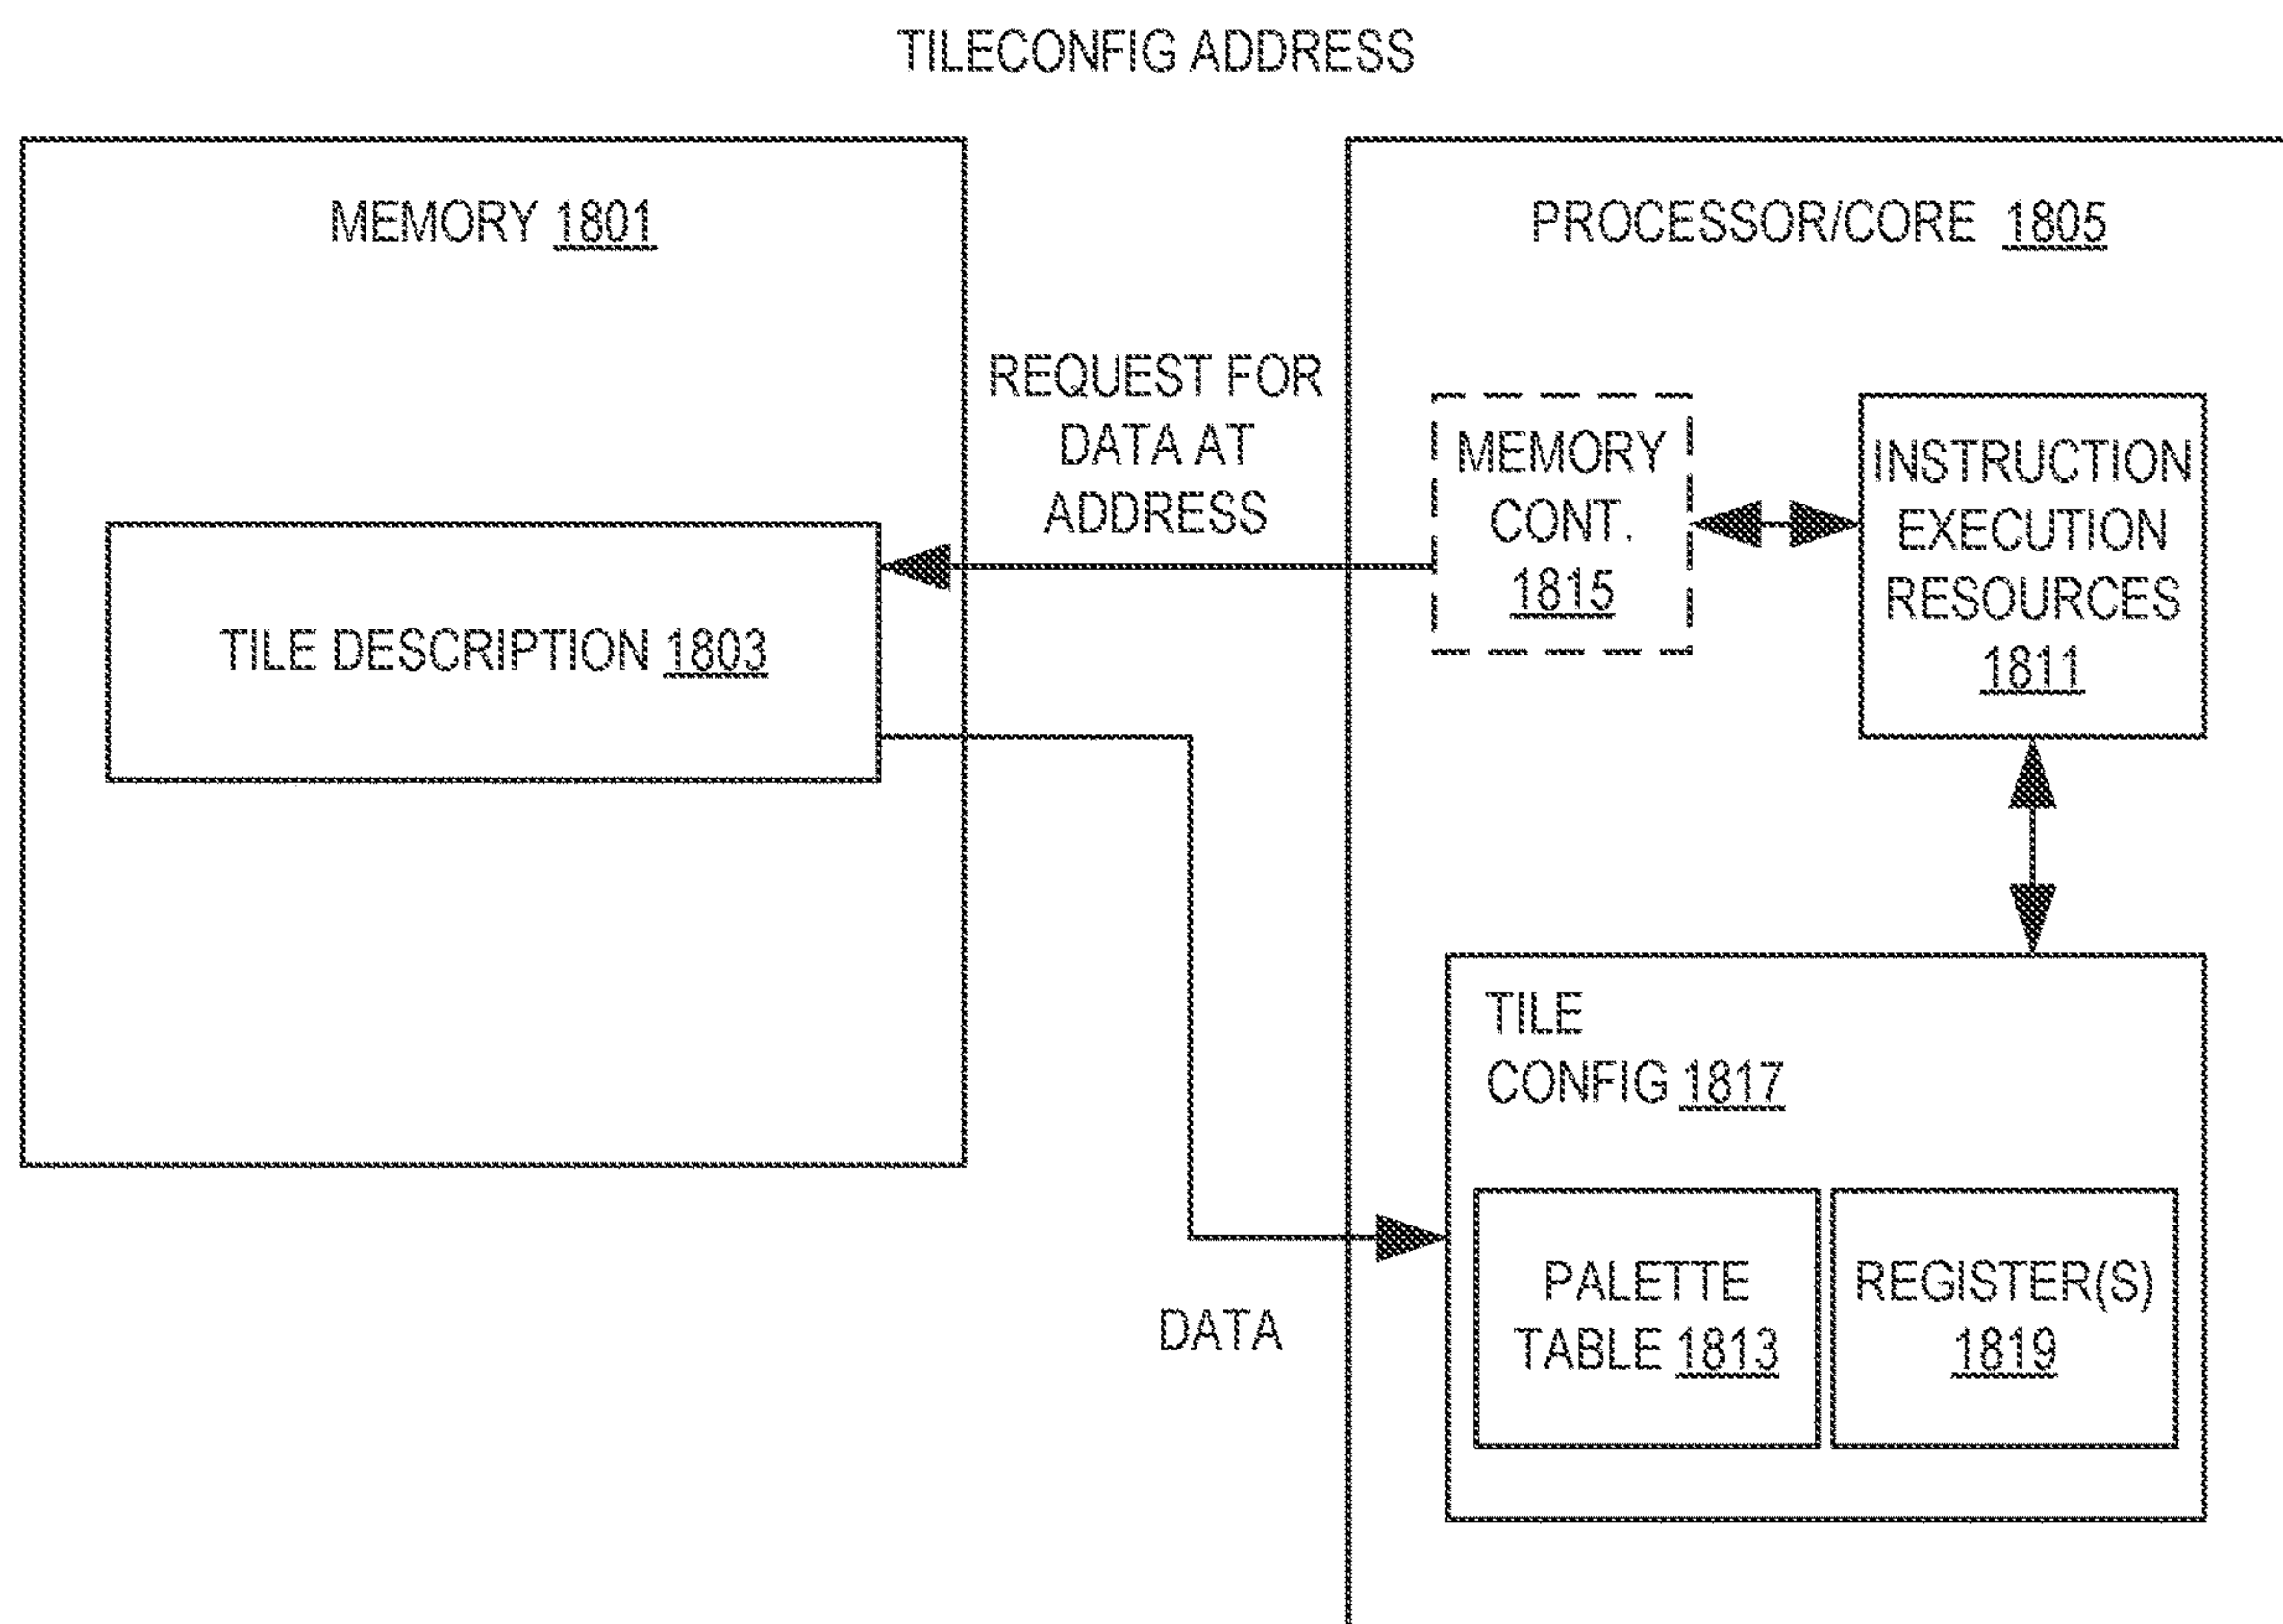 TILECONFIG ADDRESS
MEMORY 1801
PROCESSOR/CORE 1805
REQUEST FOR
DATA AT
ADDRESS
MEMORY
CONT.
1815
INSTRUCTION
EXECUTION
RESOURCES
1811
TILE DESCRIPTION 1803
TILE
CONFIG 1817
DATA
PALETTE
TABLE 1813
REGISTER(S)
1819